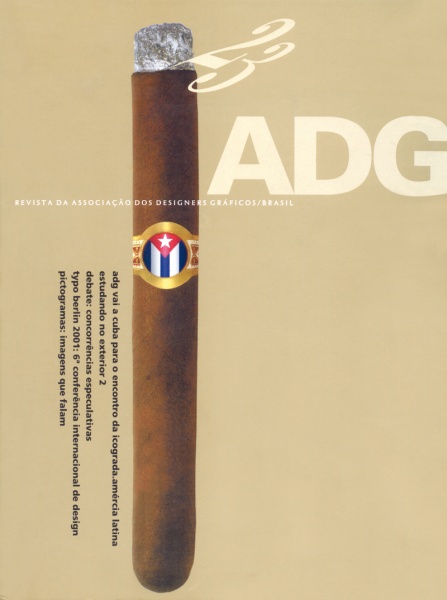 23
ADG
REVISTA DA ASSOCIAÇÃO DOS DESIGNERS GRÁFICOS/BRASIL
adg vai a cuba para o encontro da icograda.amércia latina
estudando no exterior 2
debate: concorrências especulativas
typo berlin 2001: 6ª conferência internacional de design
pictogramas: imagens que falam